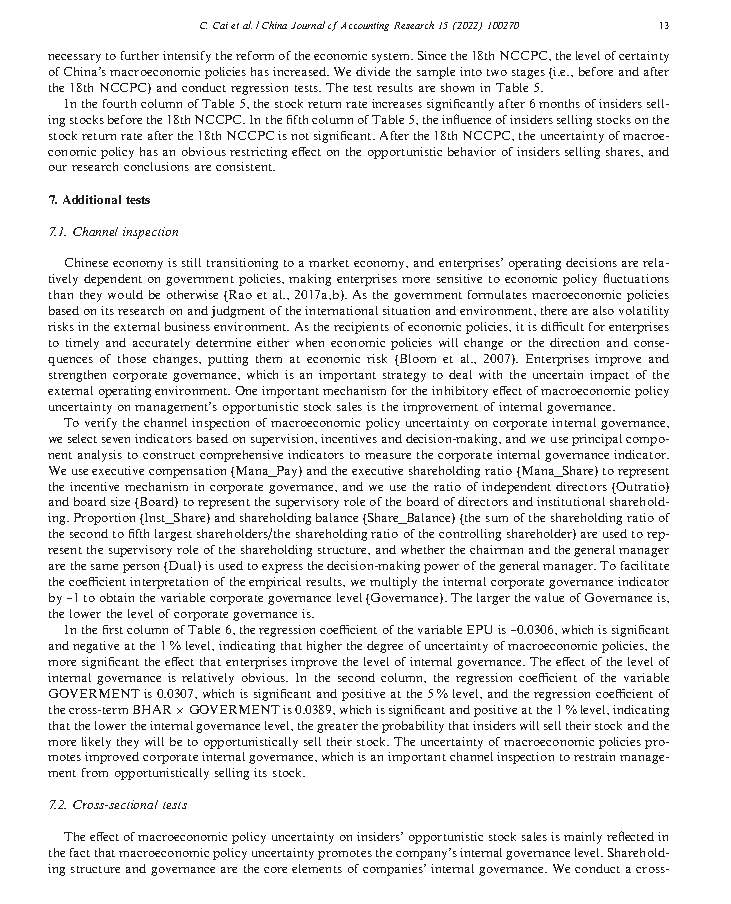 C. Cai et al. / China Journal of Accounting Research 15 (2022) 100270
13
necessary to further intensify the reform of the economic system. Since the 18th NCCPC, the level of certainty
of China's macroeconomic policies has increased. We divide the sample into two stages (i.e., before and after
the 18th NCCPC) and conduct regression tests. The test results are shown in Table 5.
In the fourth column of Table 5, the stock return rate increases significantly after 6 months of insiders sell-
ing stocks before the 18th NCCPC. In the fifth column of Table 5, the influence of insiders selling stocks on the
stock return rate after the 18th NCCPC is not significant. After the 18th NCCPC, the uncertainty of macroe-
conomic policy has an obvious restricting effect on the opportunistic behavior of insiders selling shares, and
our research conclusions are consistent.
7. Additional tests
7.1. Channel inspection
Chinese economy is still transitioning to a market economy, and enterprises' operating decisions are rela-
tively dependent on government policies, making enterprises more sensitive to economic policy fluctuations
than they would be otherwise (Rao et al., 2017a,b). As the government formulates macroeconomic policies
based on its research on and judgment of the international situation and environment, there are also volatility
risks in the external business environment. As the recipients of economic policies, it is difficult for enterprises
to timely and accurately determine either when economic policies will change or the direction and conse-
quences of those changes, putting them at economic risk (Bloom et al., 2007). Enterprises improve and
strengthen corporate governance, which is an important strategy to deal with the uncertain impact of the
external operating environment. One important mechanism for the inhibitory effect of macroeconomic policy
uncertainty on management's opportunistic stock sales is the improvement of internal governance.
To verify the channel inspection of macroeconomic policy uncertainty on corporate internal governance,
we select seven indicators based on supervision, incentives and decision-making, and we use principal compo-
nent analysis to construct comprehensive indicators to measure the corporate internal governance indicator.
We use executive compensation (Mana_Pay) and the executive shareholding ratio (Mana_Share) to represent
the incentive mechanism in corporate governance, and we use the ratio of independent directors (Outratio)
and board size (Board) to represent the supervisory role of the board of directors and institutional sharehold-
ing. Proportion (Inst_Share) and shareholding balance (Share_Balance) (the sum of the shareholding ratio of
the second to fifth largest shareholders/the shareholding ratio of the controlling shareholder) are used to rep-
resent the supervisory role of the shareholding structure, and whether the chairman and the general manager
are the same person (Dual) is used to express the decision-making power of the general manager. To facilitate
the coefficient interpretation of the empirical results, we multiply the internal corporate governance indicator
by −1 to obtain the variable corporate governance level (Governance). The larger the value of Governance is,
the lower the level of corporate governance is.
In the first column of Table 6, the regression coefficient of the variable EPU is −0.0306, which is significant
and negative at the 1 % level, indicating that higher the degree of uncertainty of macroeconomic policies, the
more significant the effect that enterprises improve the level of internal governance. The effect of the level of
internal governance is relatively obvious. In the second column, the regression coefficient of the variable
GOVERMENT is 0.0307, which is significant and positive at the 5 % level, and the regression coefficient of
the cross-term BHAR × GOVERMENT is 0.0389, which is significant and positive at the 1 % level, indicating
that the lower the internal governance level, the greater the probability that insiders will sell their stock and the
more likely they will be to opportunistically sell their stock. The uncertainty of macroeconomic policies pro-
motes improved corporate internal governance, which is an important channel inspection to restrain manage-
ment from opportunistically selling its stock.
7.2. Cross-sectional tests
The effect of macroeconomic policy uncertainty on insiders' opportunistic stock sales is mainly reflected in
the fact that macroeconomic policy uncertainty promotes the company's internal governance level. Sharehold-
ing structure and governance are the core elements of companies' internal governance. We conduct a cross-